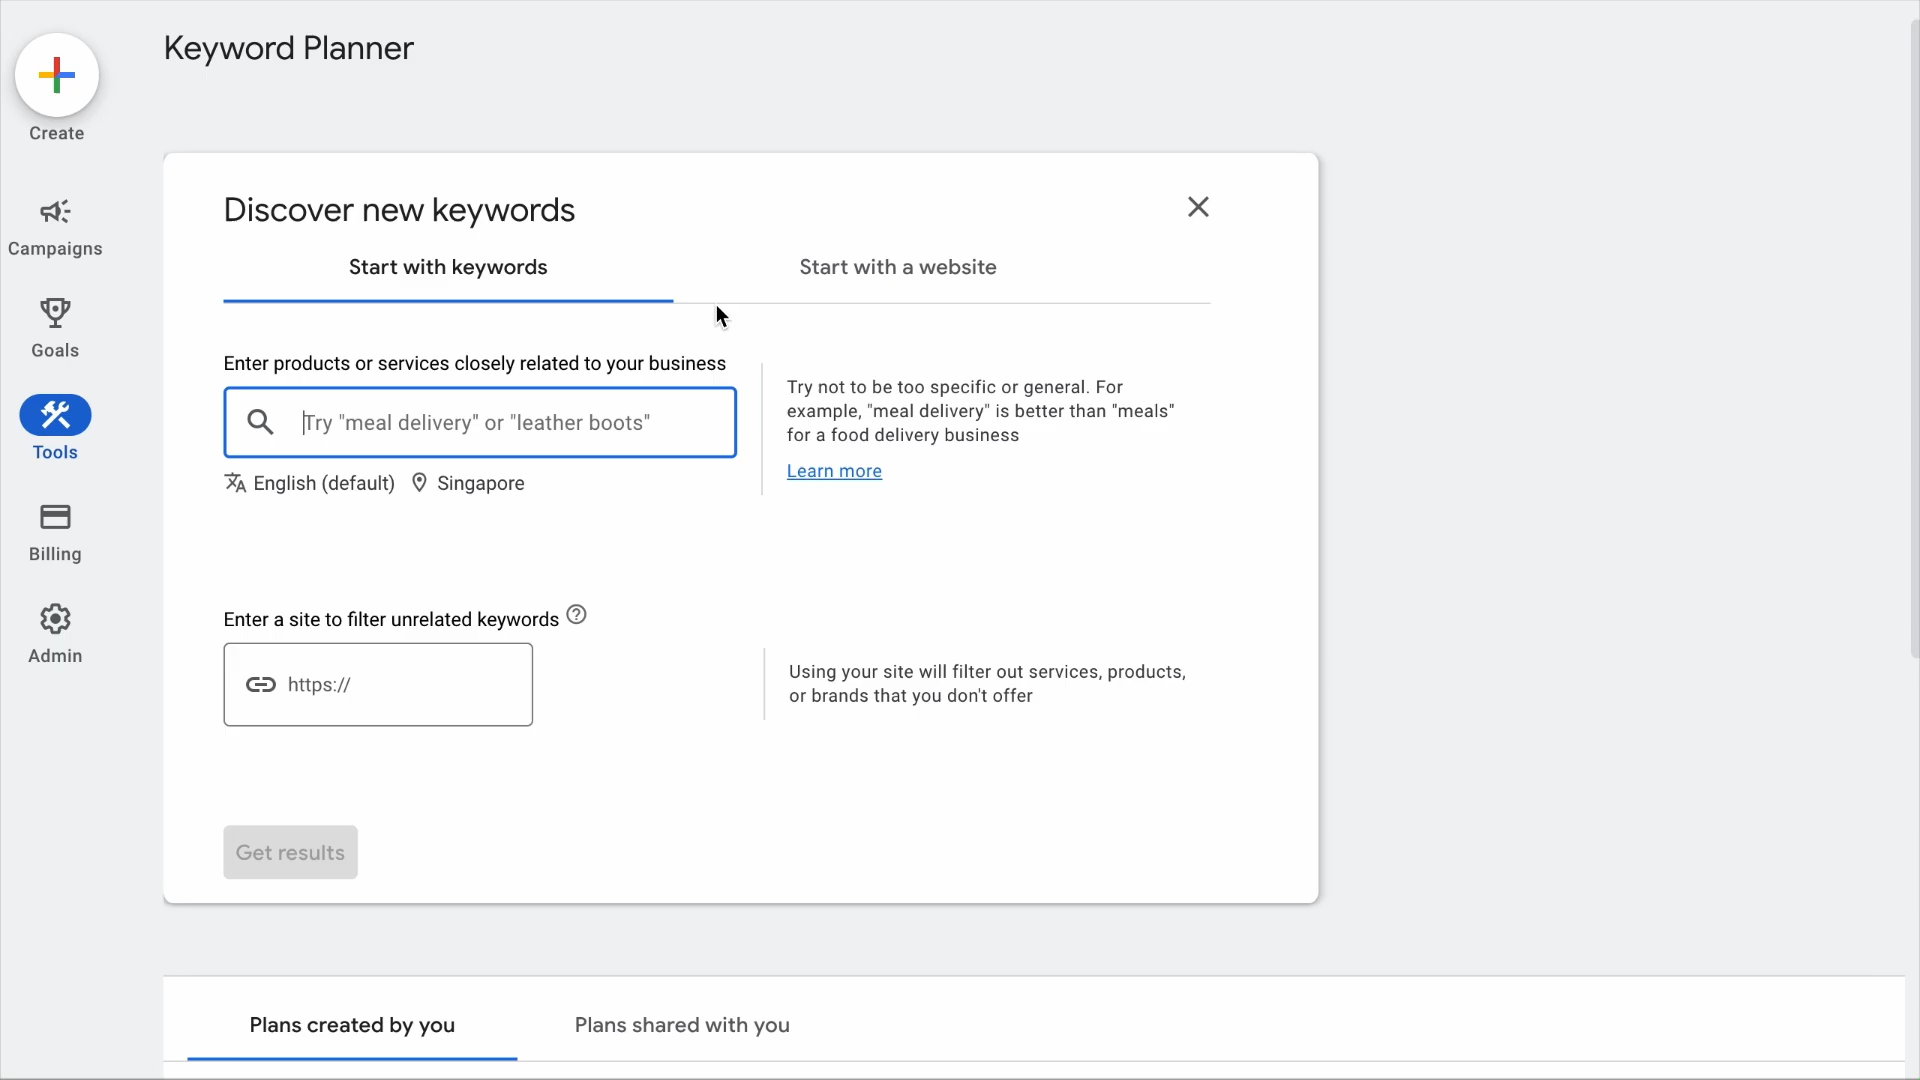 Keyword Planner
Create
Campaigns
Goals
Tools
Billing
Admin
Discover new keywords
Start with keywords
Start with a website
Enter products or services closely related to your business
Try "meal delivery" or "leather boots"
English (default) Singapore
Try not to be too specific or general. For
example, "meal delivery" is better than "meals"
for a food delivery business
Learn more
Enter a site to filter unrelated keywords
https://
Using your site will filter out services, products,
or brands that you don't offer
Get results
Plans created by you
Plans shared with you